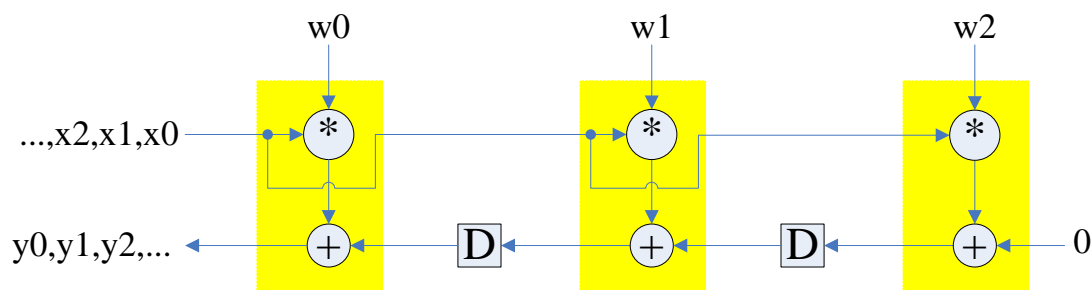 w0 w1 w2
...,x2,x1,x0 * * *
y0,y1,y2,... + D + D + 0